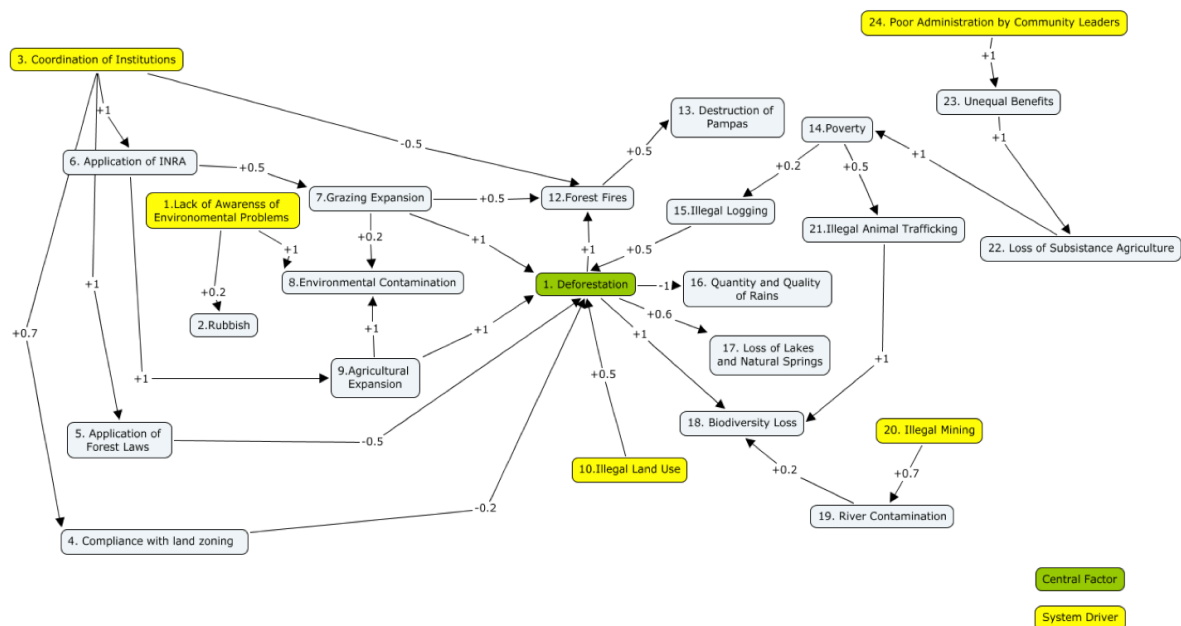 24. Poor Administration by Community Leaders
3. Coordination of Institutions
+1
23. Unequal Benefits
+1
13. Destruction of
Pampas
14.Poverty
+1
-0.5
+0.5
+1
+1
6. Application of INRA
+0.5
+0.2
+0.5
7.Grazing Expansion
+0.5
12.Forest Fires
1.Lack of Awarenss of
Environomental Problems
15.Illegal Logging
21.Illegal Animal Trafficking
22. Loss of Subsistance Agriculture
+0.2
+1
+1
+1
+0.5
8.Environmental Contamination
1. Deforestation
-1
16. Quantity and Quality
of Rains
+1
+0.2
+0.6
2.Rubbish
+0.7
+1
+1
+1
17. Loss of Lakes
and Natural Springs
+1
+1
9.Agricultural
Expansion
+0.5
18. Biodiversity Loss
20. Illegal Mining
5. Application of
Forest Laws
-0.5
10.Illegal Land Use
+0.2
+0.7
-0.2
19. River Contamination
4. Compliance with land zoning
Central Factor
System Driver